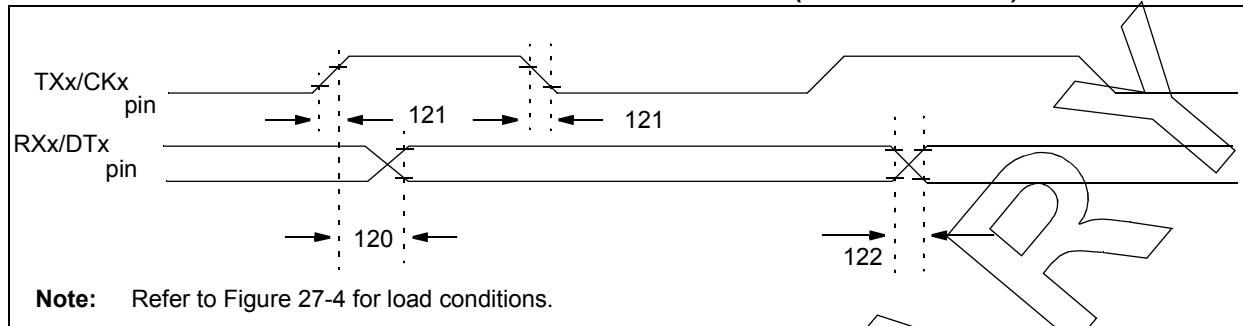 TXx/CKx
pin
121
121
RXx/DTx
pin
120
122
Note: Refer to Figure 27-4 for load conditions.